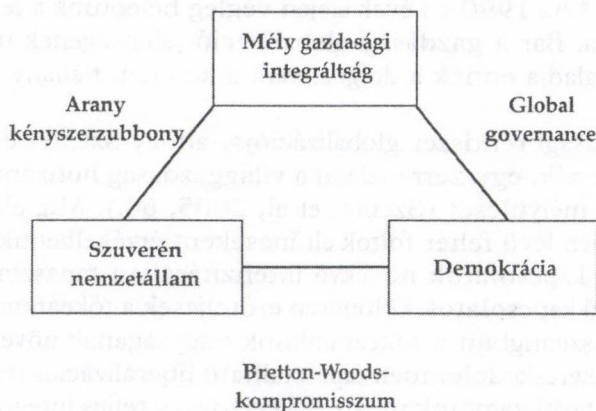 Mély gazdasági
integráltság
Arany
kényszerzubbony
Global
governance
Szuverén
nemzetállam
Demokrácia
Bretton-Woods-
kompromisszum